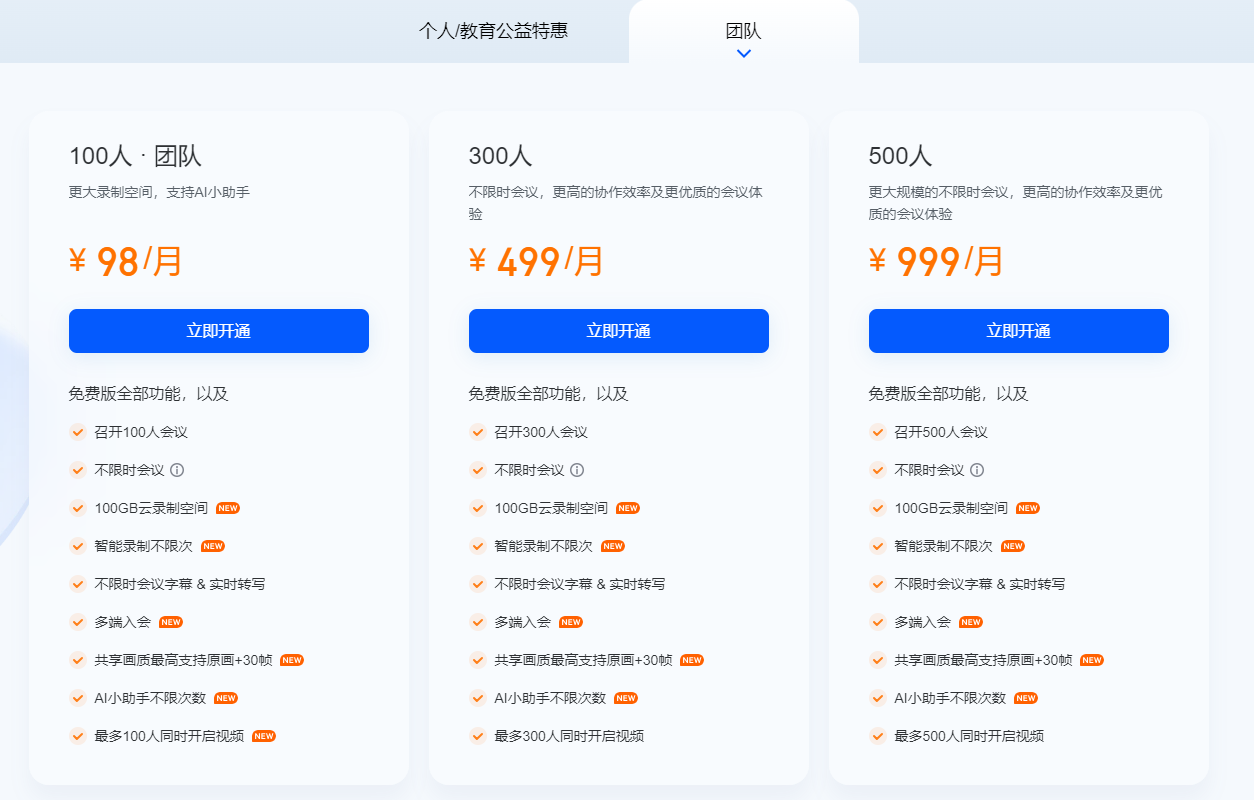 个人/教育公益特惠
团队
100人 · 团队
更大录制空间，支持AI小助手
¥ 98/月
立即开通
免费版全部功能，以及
召开100人会议
不限时会议
100GB云录制空间 NEW
智能录制不限次 NEW
不限时会议字幕 & 实时转写
多端入会 NEW
共享画质最高支持原画+30帧 NEW
AI小助手不限次数 NEW
最多100人同时开启视频 NEW
300人
不限时会议，更高的协作效率及更优质的会议体
验
¥ 499/月
立即开通
免费版全部功能，以及
召开300人会议
不限时会议
100GB云录制空间 NEW
智能录制不限次 NEW
不限时会议字幕 & 实时转写
多端入会 NEW
共享画质最高支持原画+30帧 NEW
AI小助手不限次数 NEW
最多300人同时开启视频
500人
更大规模的不限时会议，更高的协作效率及更优
质的会议体验
¥ 999/月
立即开通
免费版全部功能，以及
召开500人会议
不限时会议
100GB云录制空间 NEW
智能录制不限次 NEW
不限时会议字幕 & 实时转写
多端入会 NEW
共享画质最高支持原画+30帧 NEW
AI小助手不限次数 NEW
最多500人同时开启视频